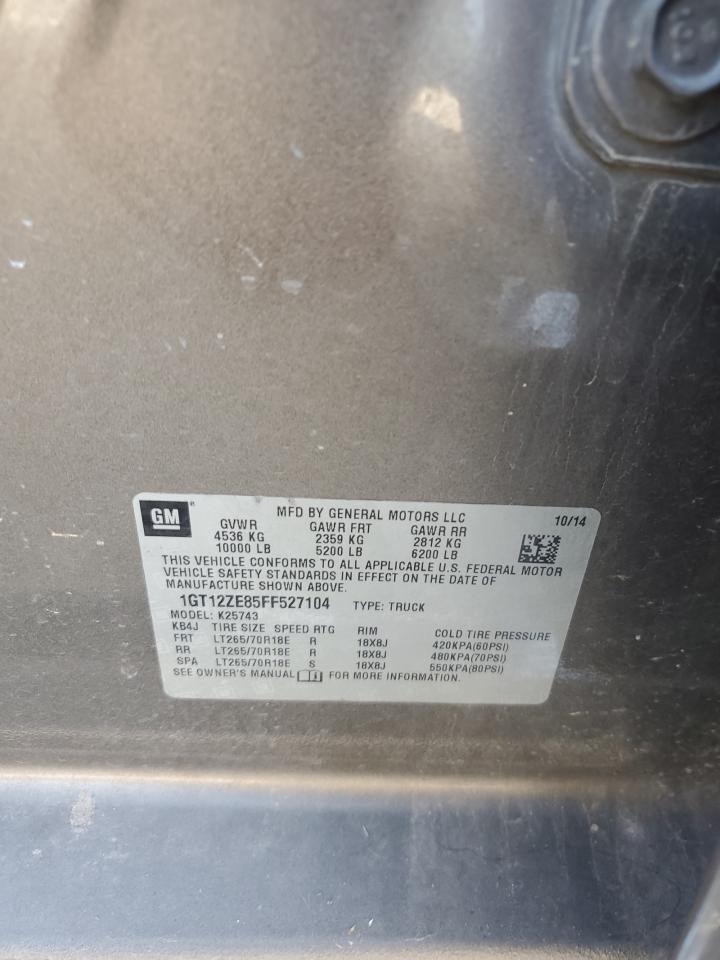 GM ®
MFD BY GENERAL MOTORS LLC 10/14
GVWR GAWR FRT GAWR RR
4536 KG 2359 KG 2812 KG
10000 LB 5200 LB 6200 LB
THIS VEHICLE CONFORMS TO ALL APPLICABLE U.S. FEDERAL MOTOR
VEHICLE SAFETY STANDARDS IN EFFECT ON THE DATE OF
MANUFACTURE SHOWN ABOVE.
1GT12ZE85FF527104 TYPE: TRUCK
MODEL: K25743
KB4J TIRE SIZE SPEED RTG RIM COLD TIRE PRESSURE
FRT LT265/70R18E R 18X8J 420KPA(60PSI)
RR LT265/70R18E R 18X8J 480KPA(70PSI)
SPA LT265/70R18E S 18X8J 550KPA(80PSI)
SEE OWNER'S MANUAL FOR MORE INFORMATION.